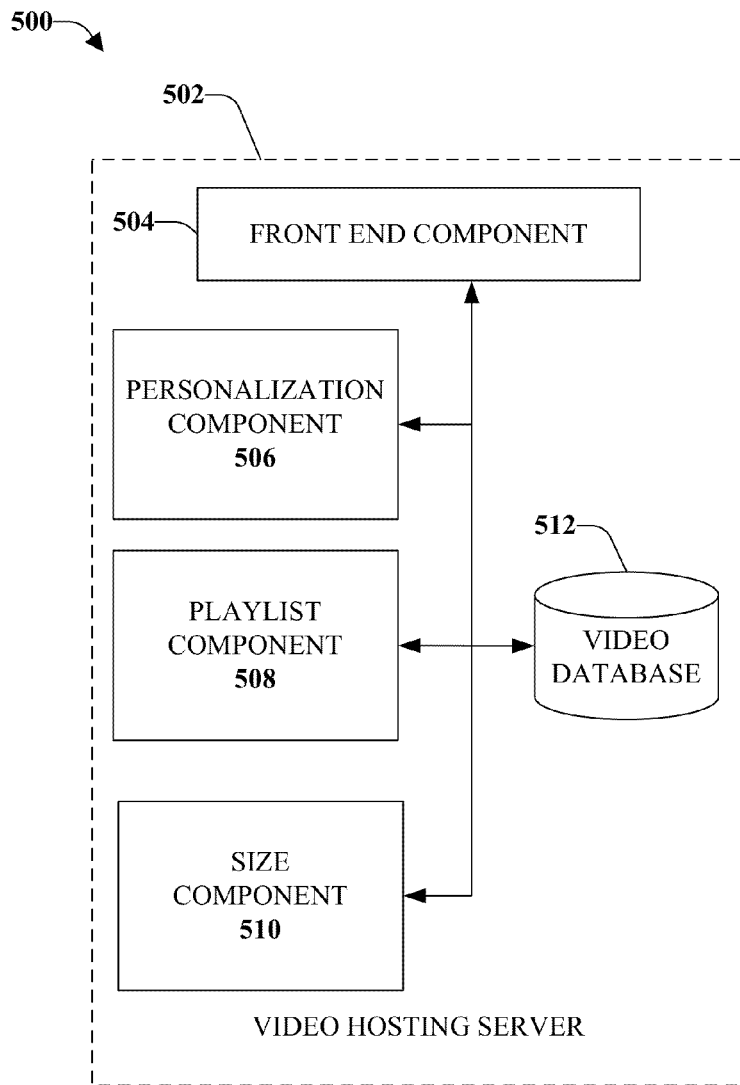 500
502
504
FRONT END COMPONENT
PERSONALIZATION
COMPONENT
506
512
PLAYLIST
COMPONENT
508
VIDEO
DATABASE
SIZE
COMPONENT
510
VIDEO HOSTING SERVER